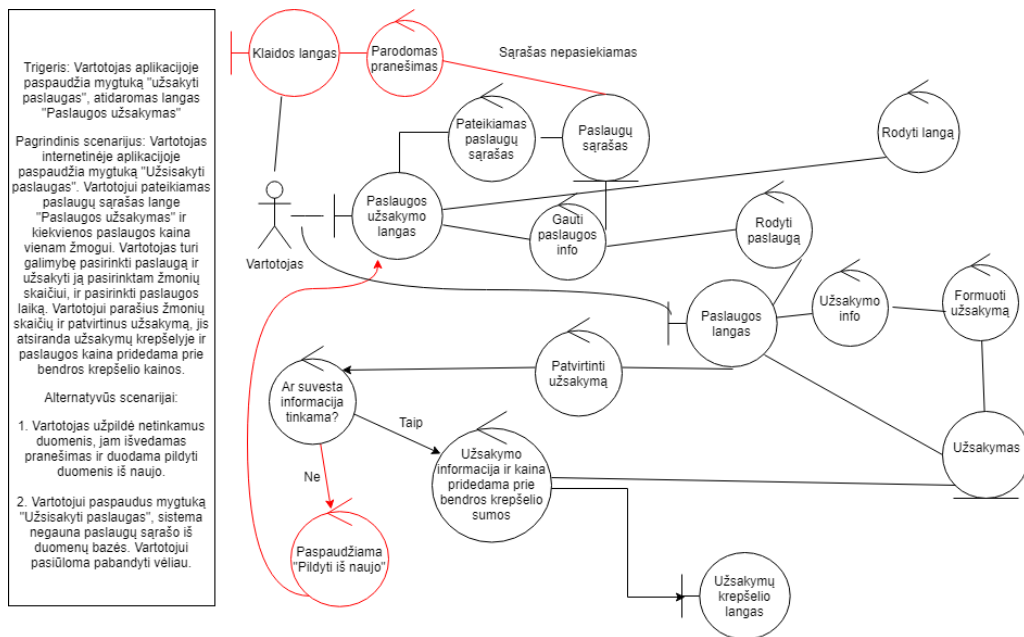 Trigeris: Vartotojas aplikacijoje
paspaudžia mygtuką "užsakyti
paslaugas", atidaromas langas
"Paslaugos užsakymas"
Pagrindinis scenarijus: Vartotojas
internetinėje aplikacijoje
paspaudžia mygtuką "Užsisakyti
paslaugas". Vartotojui pateikiamas
paslaugų sąrašas lange
"Paslaugos užsakymas" ir
kiekvienos paslaugos kaina
vienam žmogui. Vartotojas turi
galimybę pasirinkti paslaugą ir
užsakyti ją pasirinktam žmonių
skaičiui, ir pasirinkti paslaugos
laiką. Vartotojui parašius žmonių
skaičių ir patvirtinus užsakymą, jis
atsiranda užsakymų krepšelyje ir
paslaugos kaina pridedama prie
bendros krepšelio kainos.
Alternatyvūs scenarijai:
1. Vartotojas užpildė netinkamus
duomenis, jam išvedamas
pranešimas ir duodama pildyti
duomenis iš naujo.
2. Vartotojui paspaudus mygtuką
"Užsisakyti paslaugas", sistema
negauna paslaugų sąrašo iš
duomenų bazės. Vartotojui
pasiūloma pabandyti vėliau.
Klaidos langas
Parodomas
pranešimas
Sąrašas nepasiekiamas
Pateikiamas
paslaugų
sąrašas
Paslaugų
sąrašas
Rodyti langą
Vartotojas
Paslaugos
užsakymo
langas
Gauti
paslaugos
info
Rodyti
paslaugą
Paslaugos
langas
Užsakymo
info
Formuoti
užsakymą
Ar suvesta
informacija
tinkama?
Patvirtinti
užsakymą
Taip
Ne
Užsakymo
informacija ir kaina
pridedama prie
bendros krepšelio
sumos
Užsakymas
Paspaudžiama
"Pildyti iš naujo"
Užsakymų
krepšelio
langas